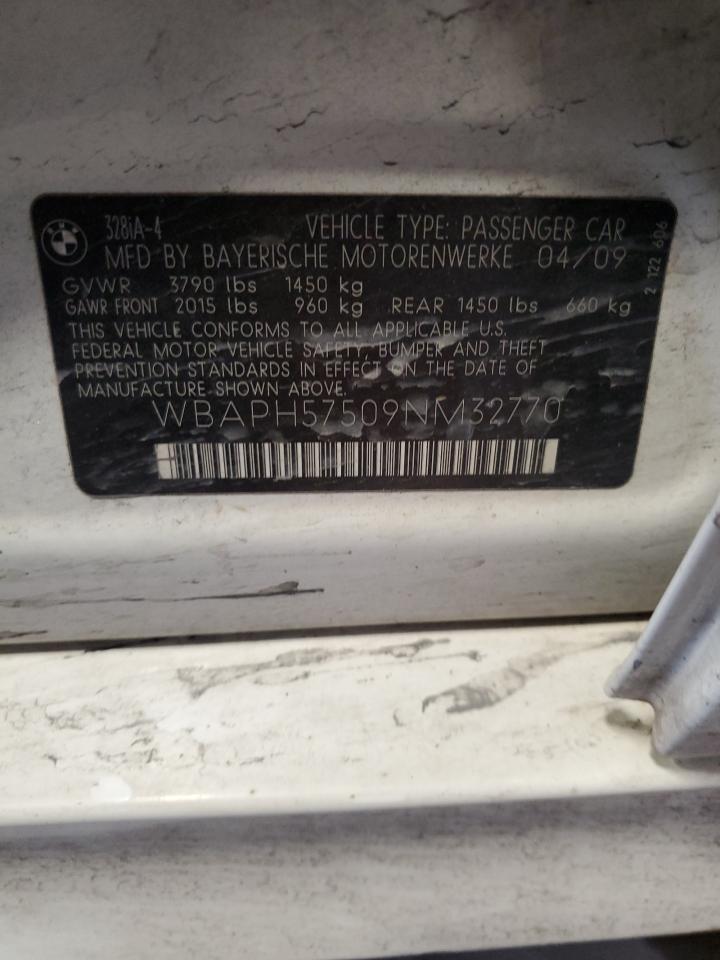 328iA-4 VEHICLE TYPE: PASSENGER CAR
MFD BY BAYERISCHE MOTORENWERKE 04/09
GVWR 3790 lbs 1450 kg
GAWR FRONT 2015 lbs 960 kg REAR 1450 lbs 660 kg
THIS VEHICLE CONFORMS TO ALL APPLICABLE U.S.
FEDERAL MOTOR VEHICLE SAFETY, BUMPER AND THEFT
PREVENTION STANDARDS IN EFFECT ON THE DATE OF
MANUFACTURE SHOWN ABOVE.
WBAPH57509NM32770
2 122 606